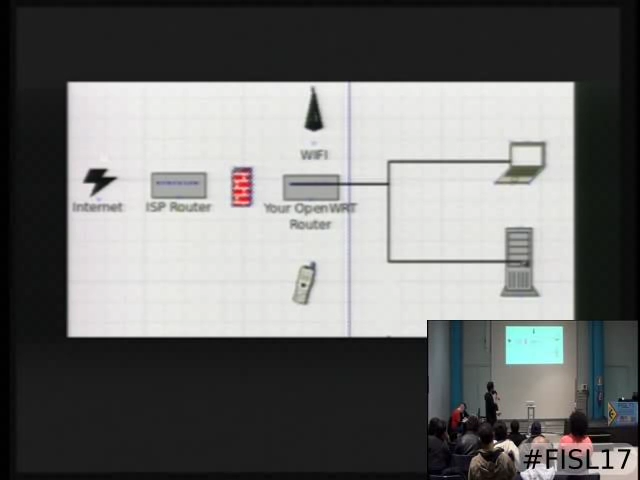 WIFI
Internet
ISP Router
Your OpenWRT
Router
#FISL17